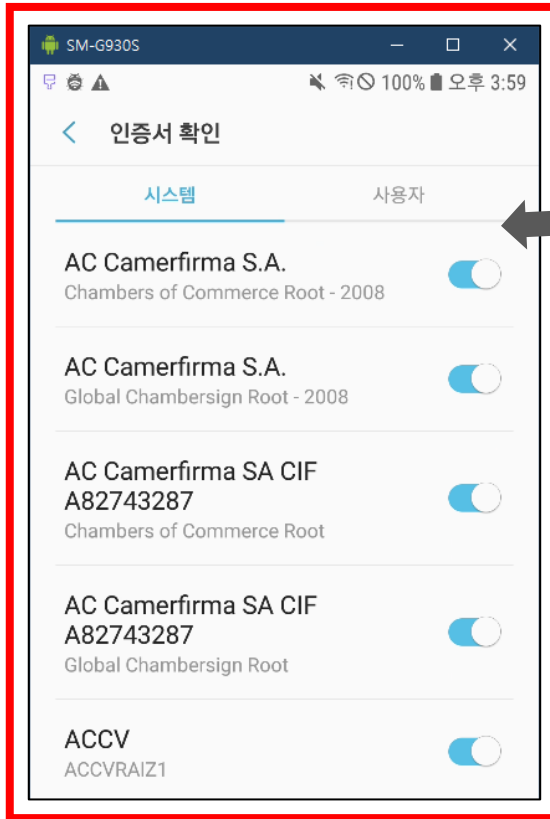 SM-G930S
100% 오후 3:59
인증서 확인
시스템 사용자
AC Camerfirma S.A.
Chambers of Commerce Root - 2008
AC Camerfirma S.A.
Global Chambersign Root - 2008
AC Camerfirma SA CIF
A82743287
Chambers of Commerce Root
AC Camerfirma SA CIF
A82743287
Global Chambersign Root
ACCV
ACCVRAIZ1